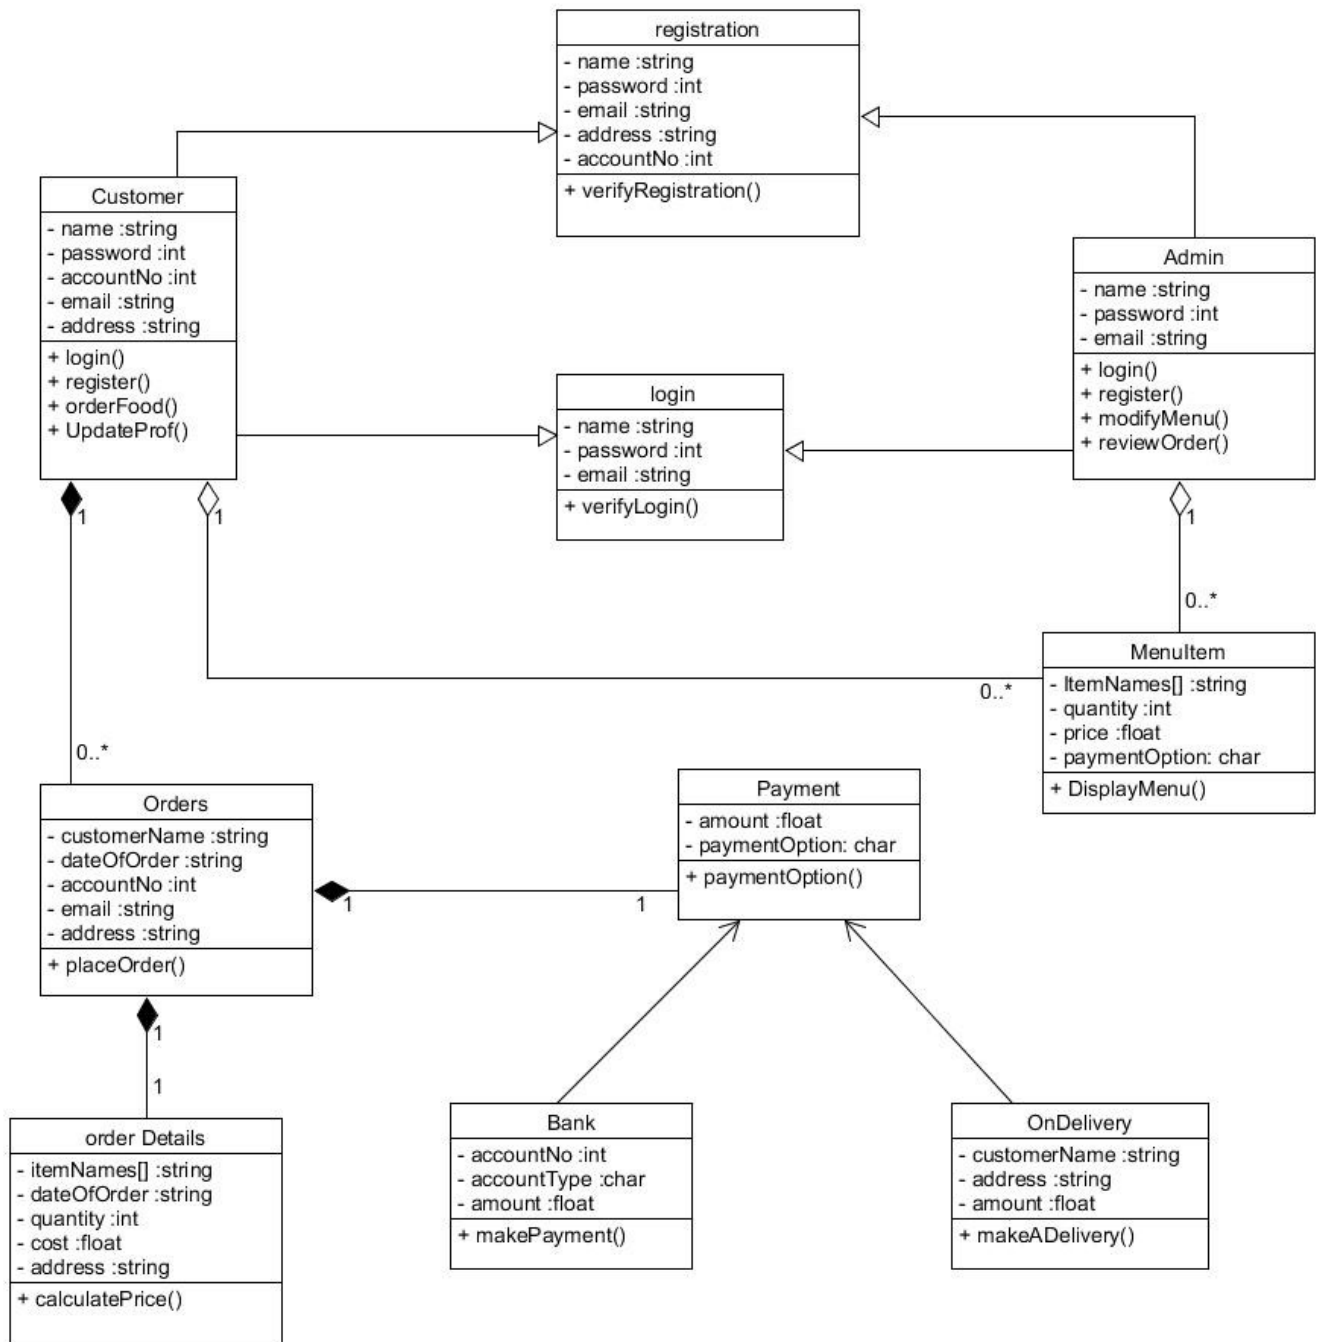 registration
- name :string
- password :int
- email :string
- address :string
- accountNo :int
+ verifyRegistration()
Customer
- name :string
- password :int
- accountNo :int
- email :string
- address :string
+ login()
+ register()
+ orderFood()
+ UpdateProf()
1
1
login
- name :string
- password :int
- email :string
+ verifyLogin()
Admin
- name :string
- password :int
- email :string
+ login()
+ register()
+ modifyMenu()
+ reviewOrder()
1
0..*
MenuItem
- ItemNames[] :string
- quantity :int
- price :float
- paymentOption: char
+ DisplayMenu()
0..*
0..*
Orders
- customerName :string
- dateOfOrder :string
- accountNo :int
- email :string
- address :string
+ placeOrder()
1
1
Payment
- amount :float
- paymentOption: char
+ paymentOption()
1
1
order Details
- itemNames[] :string
- dateOfOrder :string
- quantity :int
- cost :float
- address :string
+ calculatePrice()
Bank
- accountNo :int
- accountType :char
- amount :float
+ makePayment()
OnDelivery
- customerName :string
- address :string
- amount :float
+ makeADelivery()